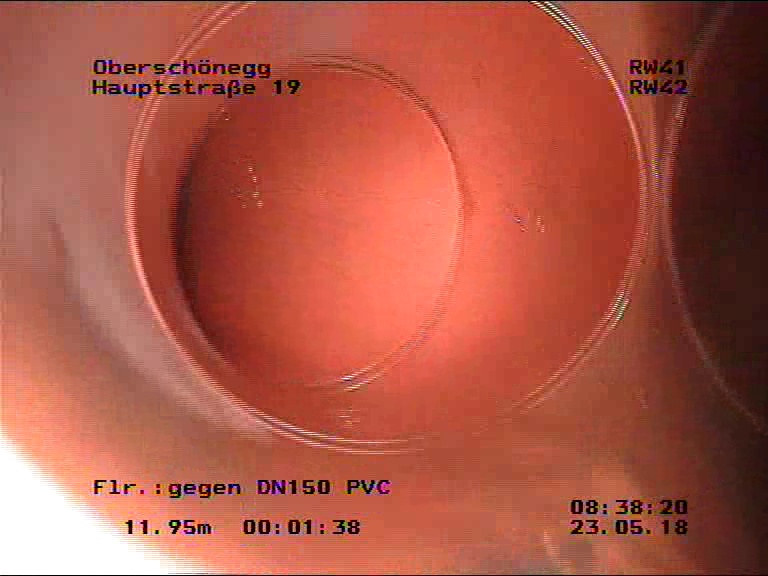 Oberschönegg RW41
Hauptstraße 19 RW42
Flr.:gegen DN150 PVC
08:38:20
11.95m 00:01:38 23.05.18